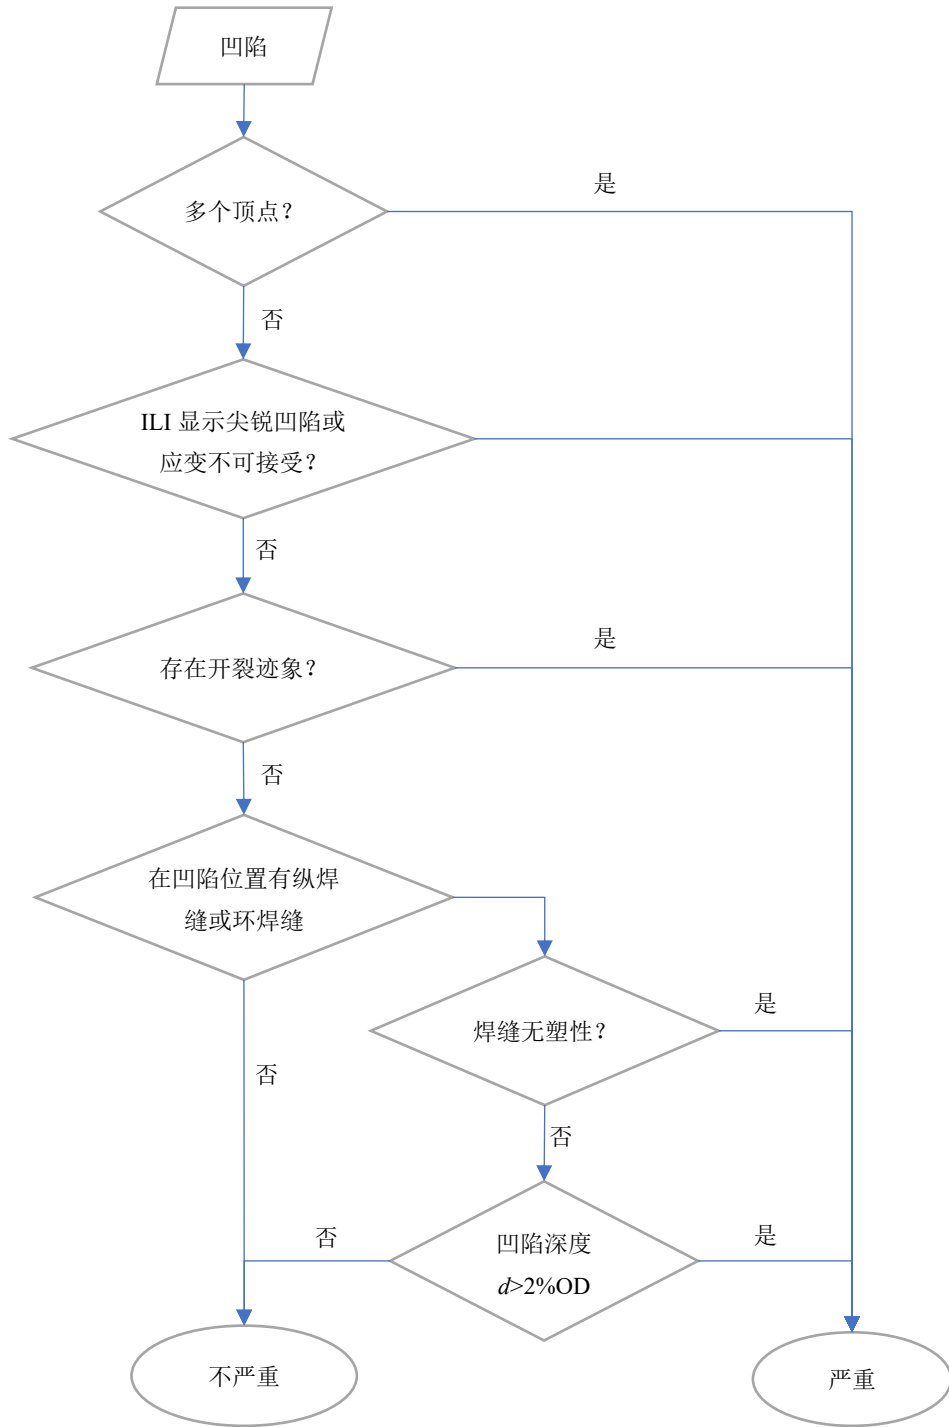 凹陷
多个顶点？
是
否
ILI 显示尖锐凹陷或
应变不可接受？
否
存在开裂迹象？
是
否
在凹陷位置有纵焊
缝或环焊缝
焊缝无塑性？
是
否
否
凹陷深度
d>2%OD
否
是
不严重
严重